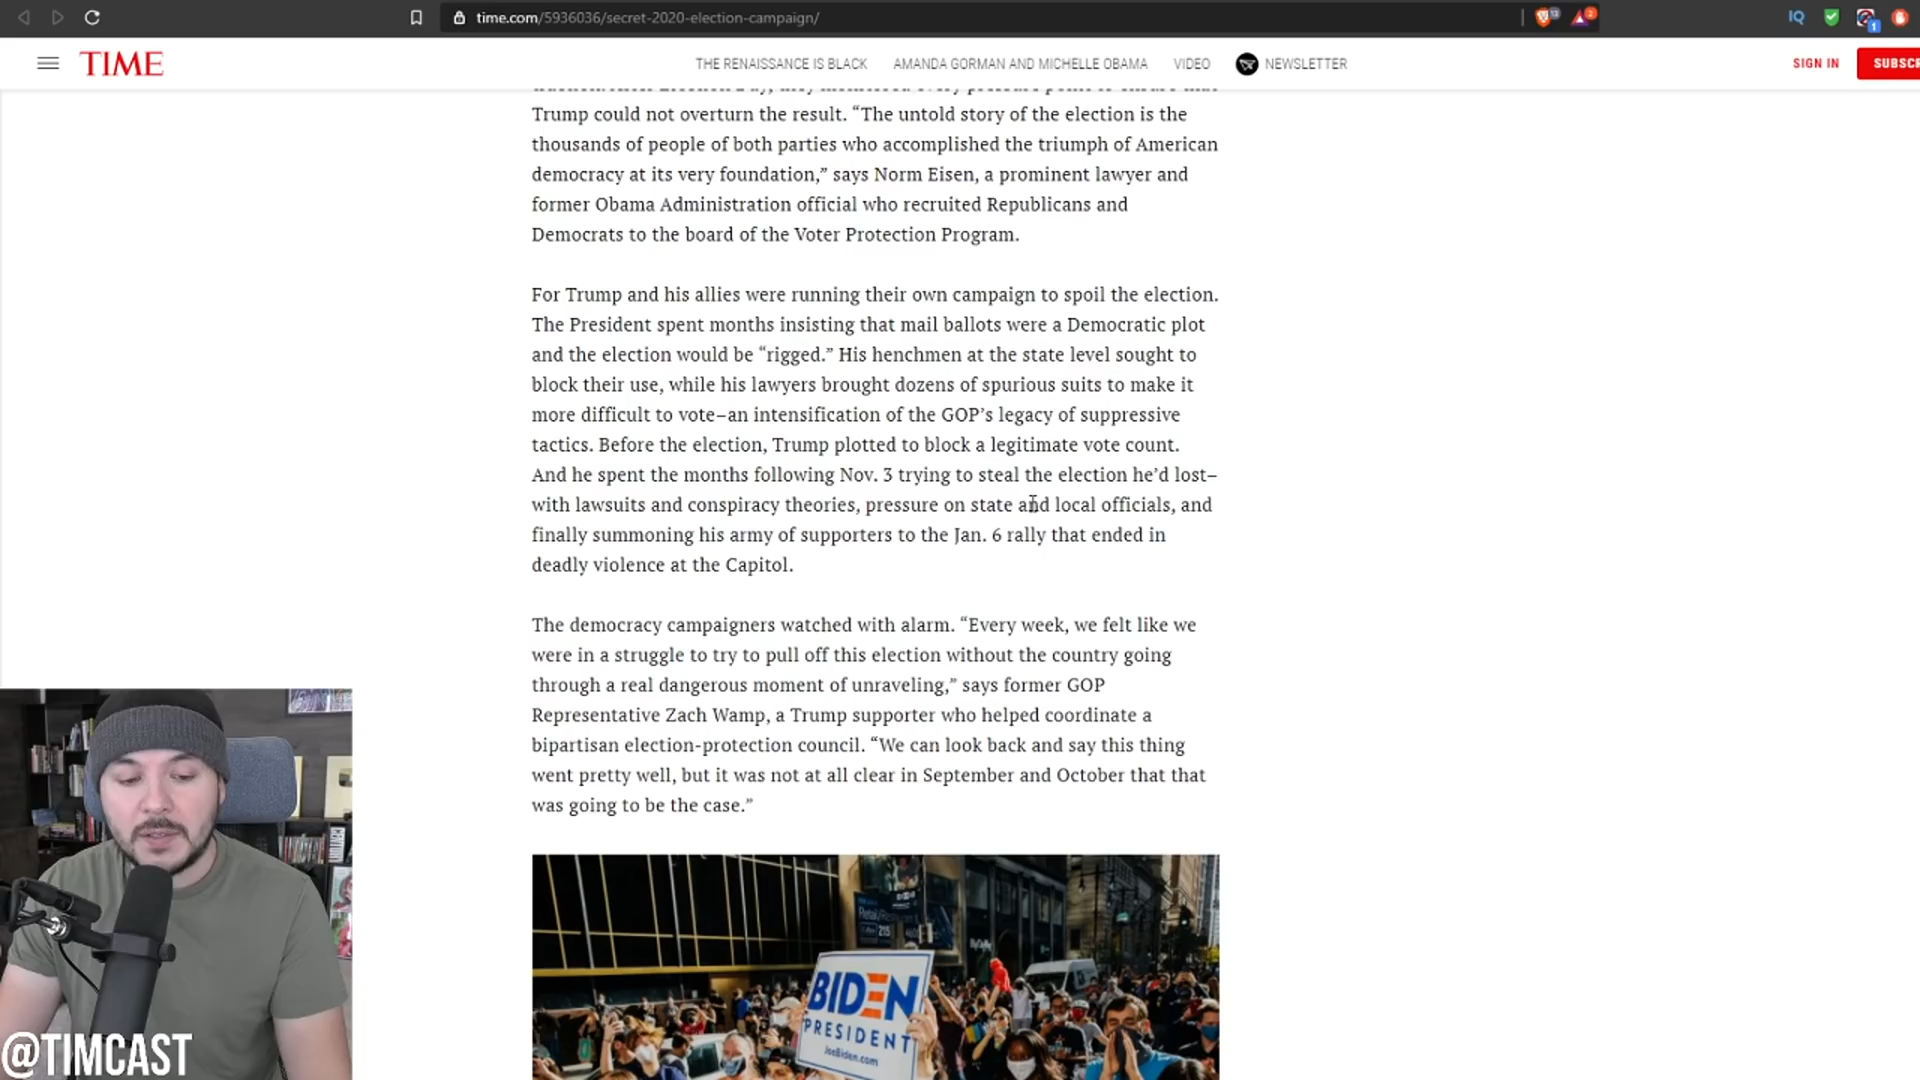 time.com/5936036/secret-2020-election-campaign/
TIME
THE RENAISSANCE IS BLACK
AMANDA GORMAN AND MICHELLE OBAMA
VIDEO
NEWSLETTER
SIGN IN
SUBSCR
Trump could not overturn the result. “The untold story of the election is the
thousands of people of both parties who accomplished the triumph of American
democracy at its very foundation,” says Norm Eisen, a prominent lawyer and
former Obama Administration official who recruited Republicans and
Democrats to the board of the Voter Protection Program.
For Trump and his allies were running their own campaign to spoil the election.
The President spent months insisting that mail ballots were a Democratic plot
and the election would be “rigged.” His henchmen at the state level sought to
block their use, while his lawyers brought dozens of spurious suits to make it
more difficult to vote–an intensification of the GOP’s legacy of suppressive
tactics. Before the election, Trump plotted to block a legitimate vote count.
And he spent the months following Nov. 3 trying to steal the election he’d lost–
with lawsuits and conspiracy theories, pressure on state and local officials, and
finally summoning his army of supporters to the Jan. 6 rally that ended in
deadly violence at the Capitol.
The democracy campaigners watched with alarm. “Every week, we felt like we
were in a struggle to try to pull off this election without the country going
through a real dangerous moment of unraveling,” says former GOP
Representative Zach Wamp, a Trump supporter who helped coordinate a
bipartisan election-protection council. “We can look back and say this thing
went pretty well, but it was not at all clear in September and October that that
was going to be the case.”
215
BIDEN
PRESIDENT
JoeBiden.com
@TIMCAST